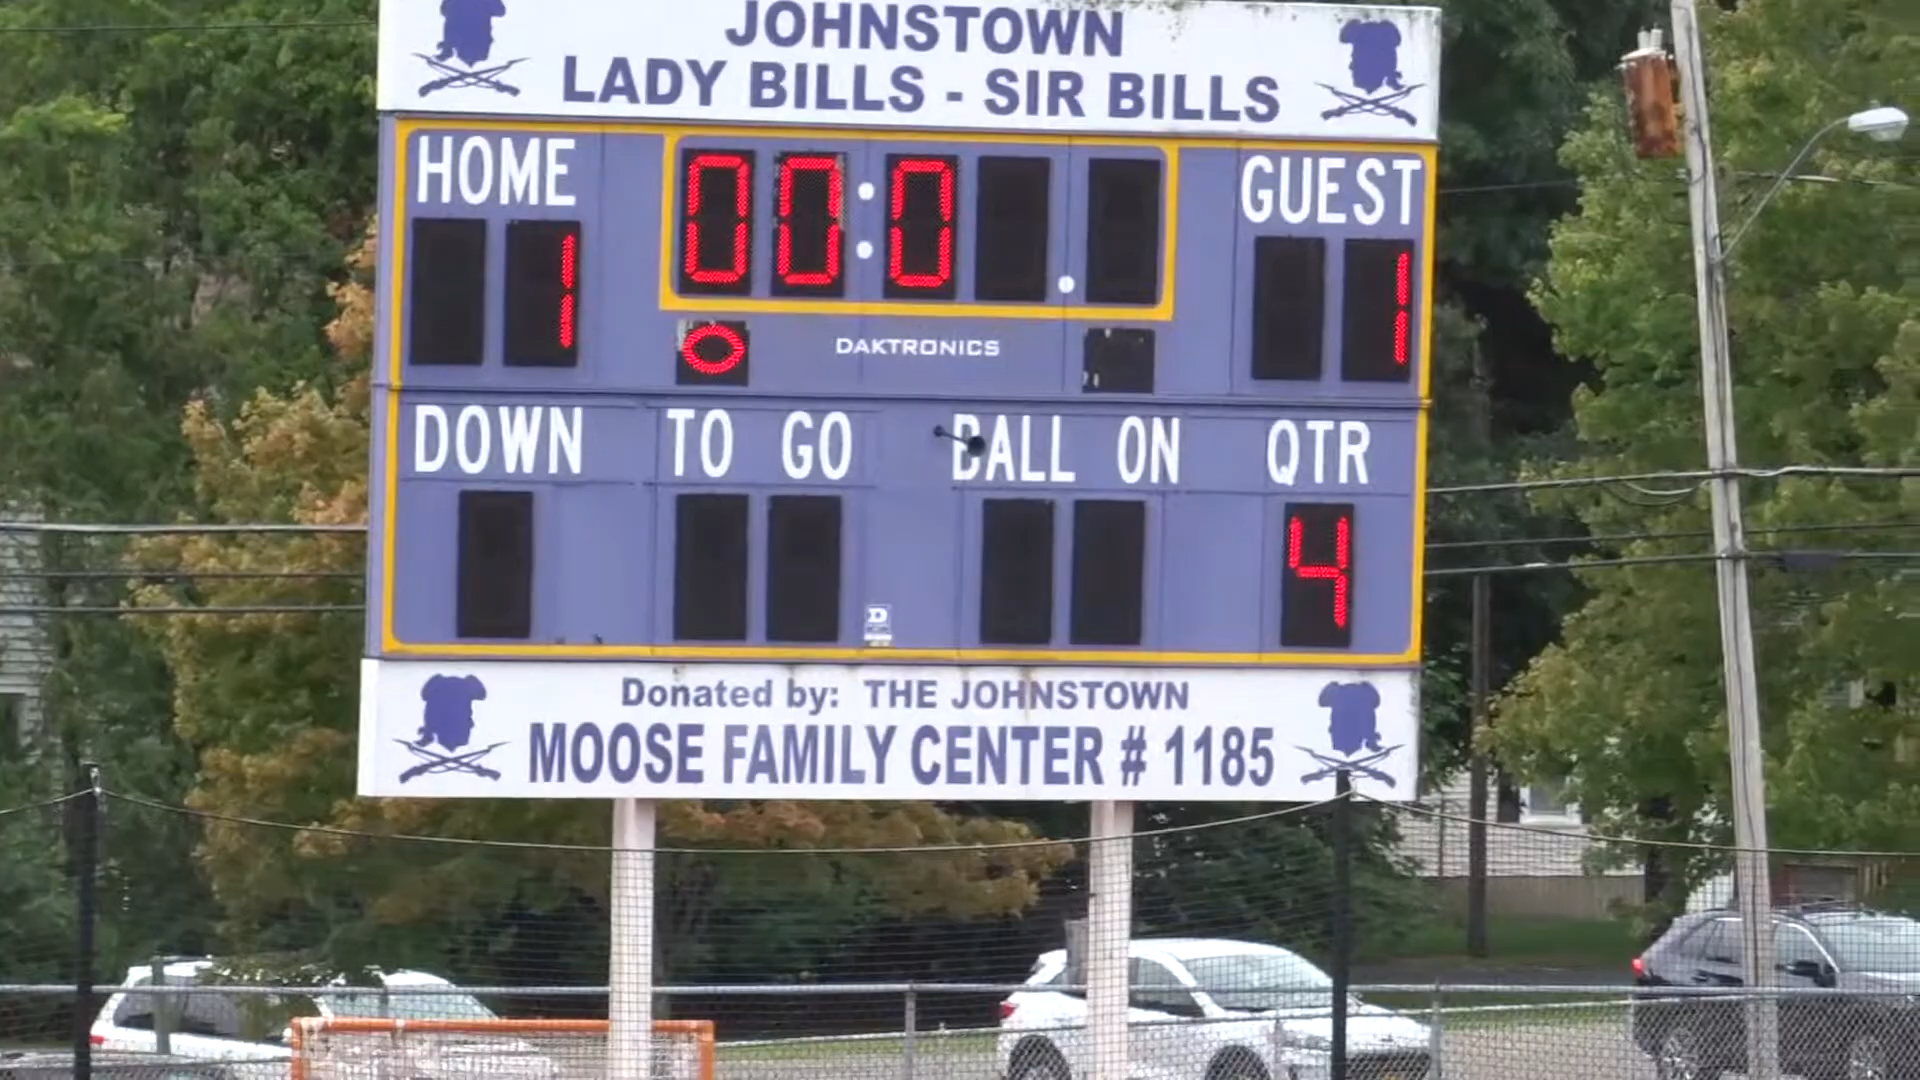 JOHNSTOWN
LADY BILLS - SIR BILLS
HOME
00:0 .
GUEST
1
1
0
DAKTRONICS
DOWN
TO GO
BALL ON
QTR
4
D
Donated by: THE JOHNSTOWN
MOOSE FAMILY CENTER # 1185